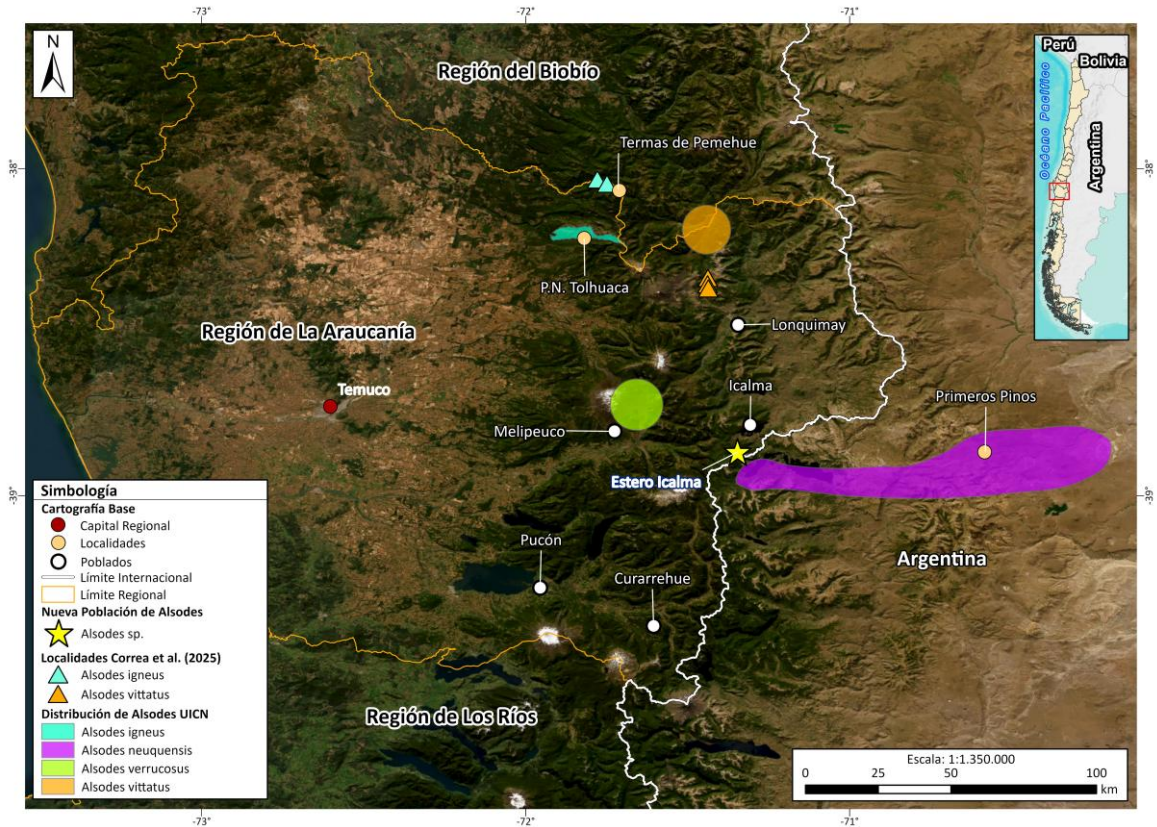 -73°
-72°
-71°
N
Región del Biobío
Perú
Bolivia
Océano Pacífico
Argentina
Termas de Pemehue
-38°
-38°
P.N. Tolhuaca
Región de La Araucanía
Lonquimay
Temuco
Icalma
Primeros Pinos
Melipeuco
Estero Icalma
-39°
-39°
Pucón
Argentina
Curarrehue
Región de Los Ríos
Simbología
Cartografía Base
Capital Regional
Localidades
Poblados
Límite Internacional
Límite Regional
Nueva Población de Alsodes
Alsodes sp.
Localidades Correa et al. (2025)
Alsodes igneus
Alsodes vittatus
Distribución de Alsodes UICN
Alsodes igneus
Alsodes neuquensis
Alsodes verrucosus
Alsodes vittatus
Escala: 1:1.350.000
0 25 50 100
km
-73°
-72°
-71°